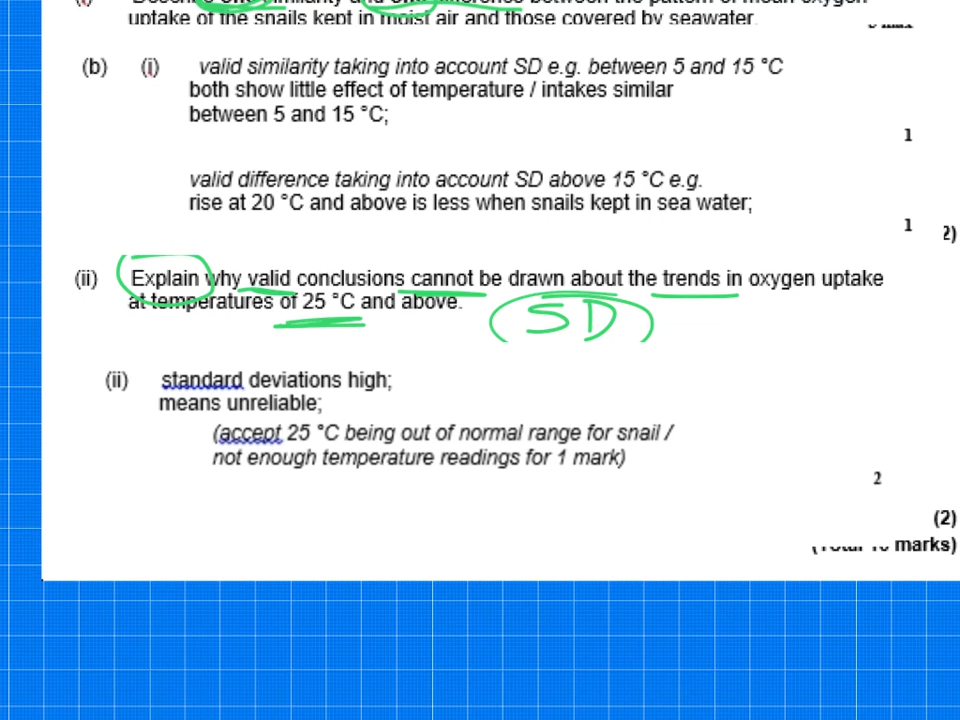 uptake of the snails kept in moist air and those covered by seawater.
(b) (i) valid similarity taking into account SD e.g. between 5 and 15 °C
both show little effect of temperature / intakes similar
between 5 and 15 °C;
1
valid difference taking into account SD above 15 °C e.g.
rise at 20 °C and above is less when snails kept in sea water;
1
2)
(ii) Explain why valid conclusions cannot be drawn about the trends in oxygen uptake
at temperatures of 25 °C and above.
SD
(ii) standard deviations high;
means unreliable;
(accept 25 °C being out of normal range for snail /
not enough temperature readings for 1 mark)
2
(2)
marks)